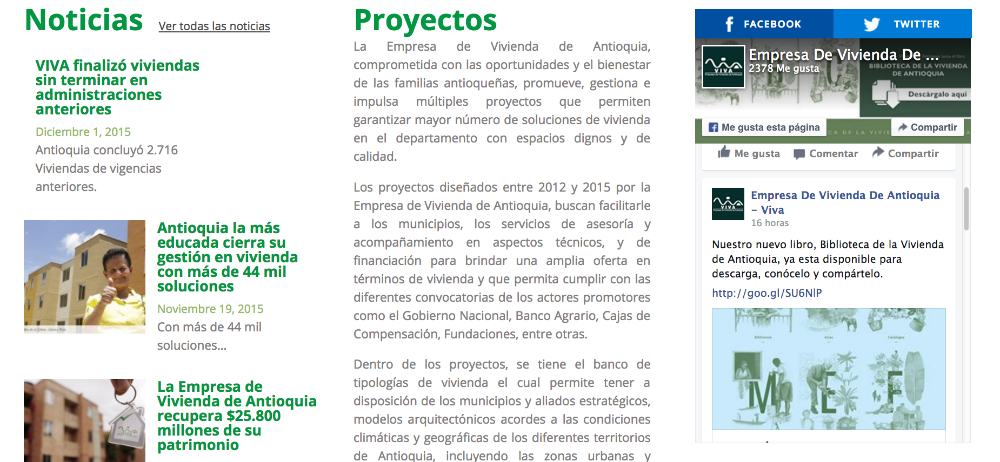 Noticias
Ver todas las noticias
VIVA finalizó viviendas
sin terminar en
administraciones
anteriores
Diciembre 1, 2015
Antioquia concluyó 2.716
Viviendas de vigencias
anteriores.
Antioquia la más
educada cierra su
gestión en vivienda
con más de 44 mil
soluciones
Noviembre 19, 2015
Con más de 44 mil
soluciones...
La Empresa de
Vivienda de Antioquia
recupera $25.800
millones de su
patrimonio
VIVA
Proyectos
La Empresa de Vivienda de Antioquia,
comprometida con las oportunidades y el bienestar
de las familias antioqueñas, promueve, gestiona e
impulsa múltiples proyectos que permiten
garantizar mayor número de soluciones de vivienda
en el departamento con espacios dignos y de
calidad.
Los proyectos diseñados entre 2012 y 2015 por la
Empresa de Vivienda de Antioquia, buscan facilitarle
a los municipios, los servicios de asesoría y
acompañamiento en aspectos técnicos, y de
financiación para brindar una amplia oferta en
términos de vivienda y que permita cumplir con las
diferentes convocatorias de los actores promotores
como el Gobierno Nacional, Banco Agrario, Cajas de
Compensación, Fundaciones, entre otras.
Dentro de los proyectos, se tiene el banco de
tipologías de vivienda el cual permite tener a
disposición de los municipios y aliados estratégicos,
modelos arquitectónicos acordes a las condiciones
climáticas y geográficas de los diferentes territorios
de Antioquia, incluyendo las zonas urbanas y
FACEBOOK
TWITTER
VIVA
Empresa De Vivienda De ...
2378 Me gusta
BIBLIOTECA DE LA VIVIENDA
DE ANTIOQUIA
Descárgalo aquí
Me gusta esta página
Compartir
Me gusta Comentar Compartir
VIVA
Empresa De Vivienda De Antioquia
- Viva
16 horas
Nuestro nuevo libro, Biblioteca de la Vivienda
de Antioquia, ya esta disponible para
descarga, conócelo y compártelo.
http://goo.gl/SU6NlP
Biblioteca Atlas Catálogos
M E F